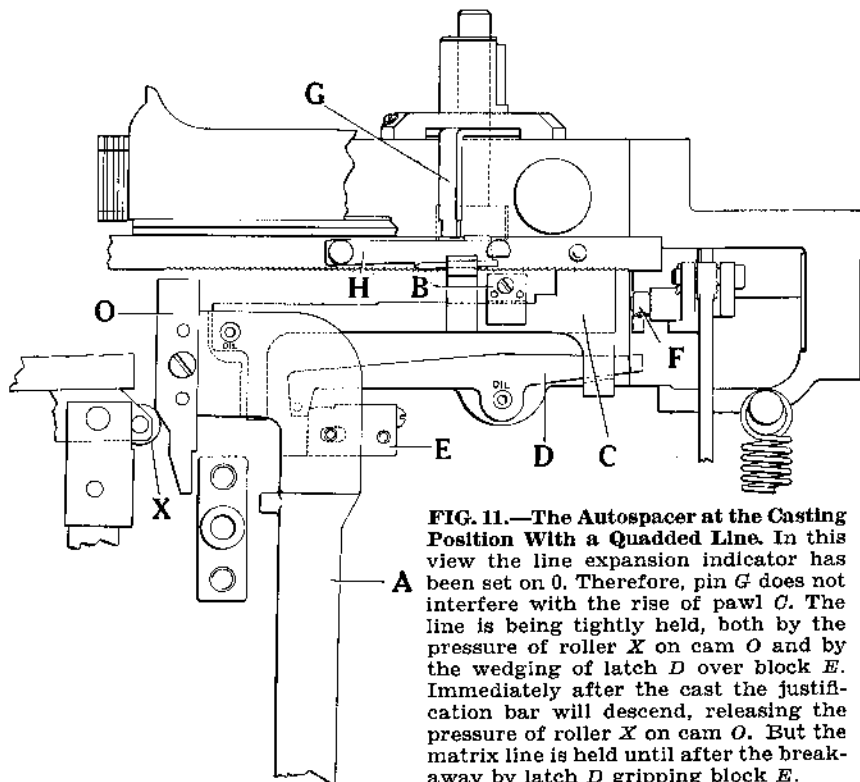 G
H
B
O
OIL
F
OIL
E
D
C
X
A
FIG. 11.—The Autospacer at the Casting
Position With a Quadded Line. In this
view the line expansion indicator has
been set on 0. Therefore, pin G does not
interfere with the rise of pawl C. The
line is being tightly held, both by the
pressure of roller X on cam O and by
the wedging of latch D over block E.
Immediately after the cast the justifi-
cation bar will descend, releasing the
pressure of roller X on cam O. But the
matrix line is held until after the break-
away by latch D gripping block E.